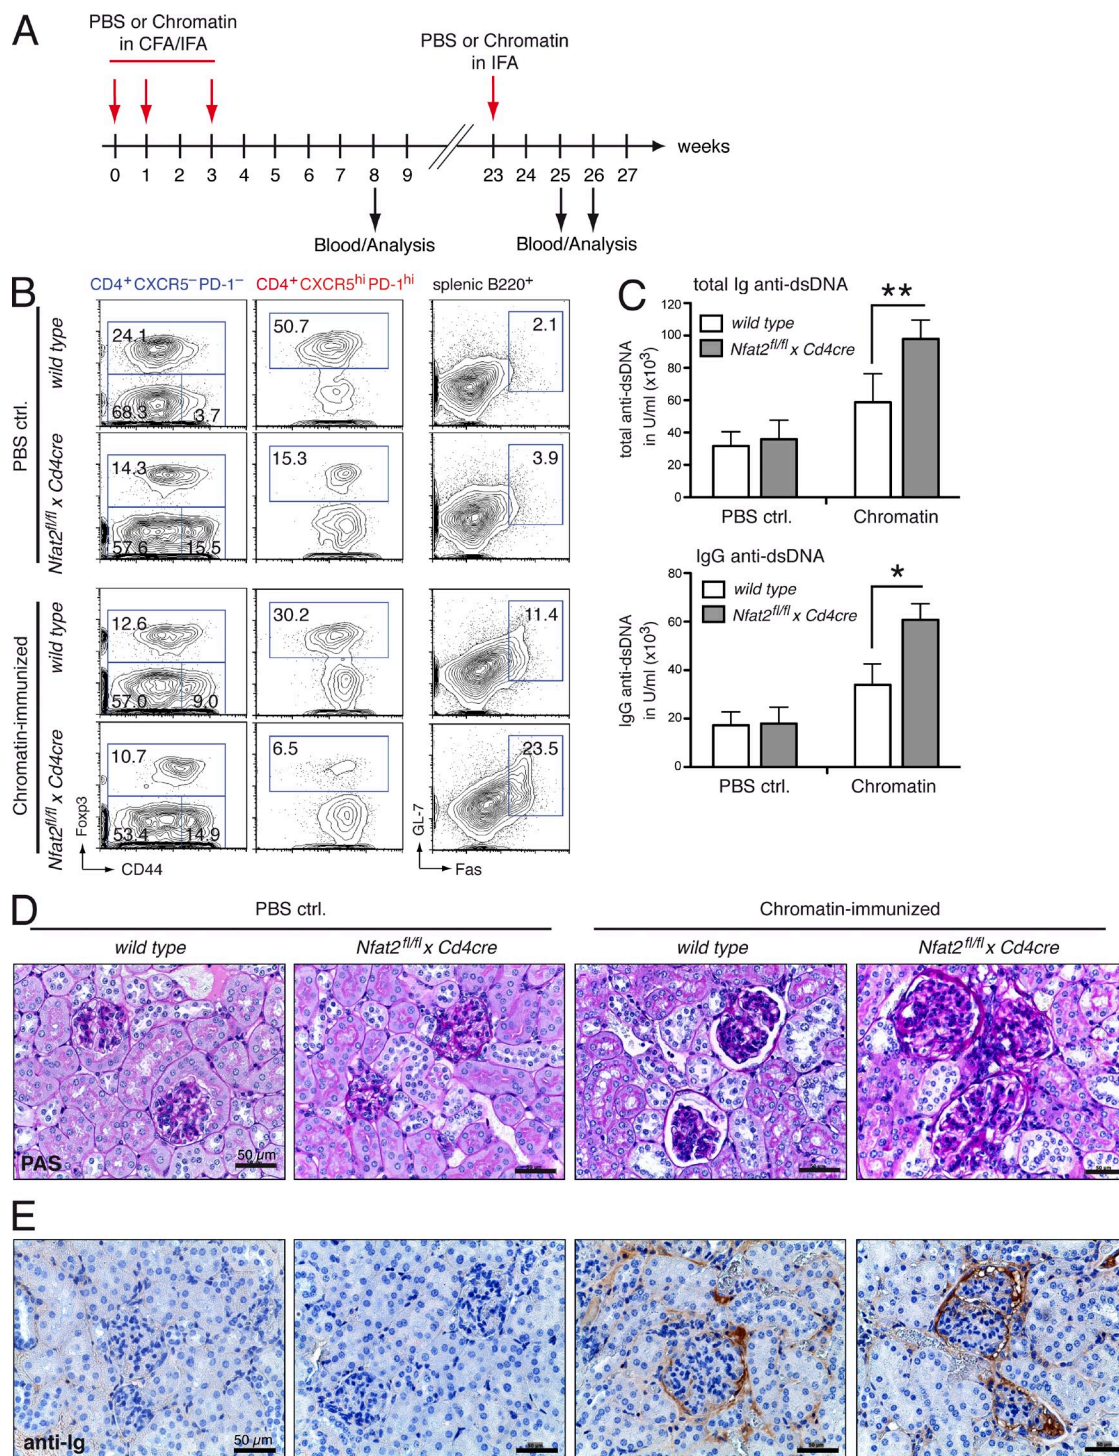 A
PBS or Chromatin
in CFA/IFA
PBS or Chromatin
in IFA
0 1 2 3 4 5 6 7 8 9 23 24 25 26 27 weeks
Blood/Analysis Blood/Analysis
B
CD4+CXCR5–PD-1– CD4+CXCR5hiPD-1hi splenic B220+
PBS ctrl.
wild type
24.1 50.7 2.1
68.3 3.7
Nfat2fl/fl x Cd4cre
14.3 15.3 3.9
57.6 15.5
Chromatin-immunized
wild type
12.6 30.2 11.4
57.0 9.0
Nfat2fl/fl x Cd4cre
10.7 6.5 23.5
53.4 14.9
Foxp3
CD44
GL-7
Fas
C
total Ig anti-dsDNA
**
wild type
Nfat2fl/fl x Cd4cre
total anti-dsDNA
in U/ml (x10³)
120
100
80
60
40
20
0
PBS ctrl. Chromatin
IgG anti-dsDNA
*
wild type
Nfat2fl/fl x Cd4cre
IgG anti-dsDNA
in U/ml (x10³)
80
60
40
20
0
PBS ctrl. Chromatin
D
PBS ctrl. Chromatin-immunized
wild type Nfat2fl/fl x Cd4cre wild type Nfat2fl/fl x Cd4cre
PAS
50 µm
E
anti-Ig
50 µm